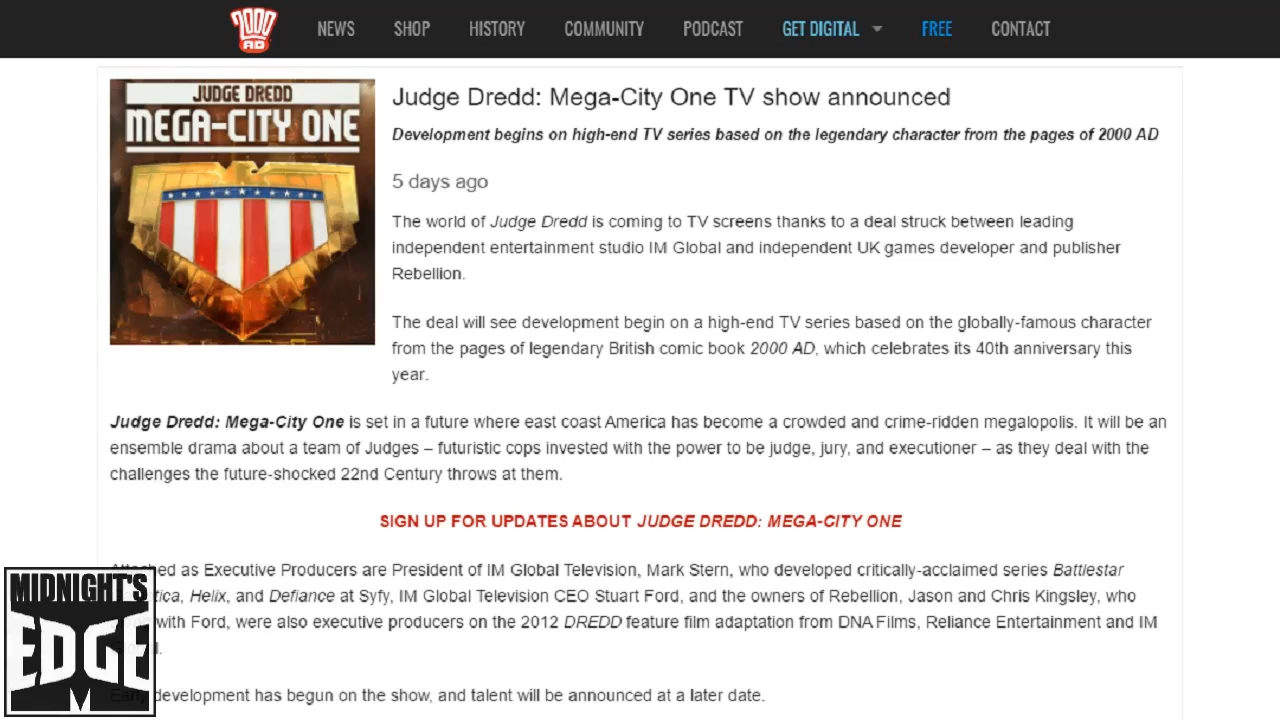 2000 AD
NEWS SHOP HISTORY COMMUNITY PODCAST GET DIGITAL FREE CONTACT
JUDGE DREDD
MEGA-CITY ONE
Judge Dredd: Mega-City One TV show announced
Development begins on high-end TV series based on the legendary character from the pages of 2000 AD
5 days ago
The world of Judge Dredd is coming to TV screens thanks to a deal struck between leading
independent entertainment studio IM Global and independent UK games developer and publisher
Rebellion.
The deal will see development begin on a high-end TV series based on the globally-famous character
from the pages of legendary British comic book 2000 AD, which celebrates its 40th anniversary this
year.
Judge Dredd: Mega-City One is set in a future where east coast America has become a crowded and crime-ridden megalopolis. It will be an
ensemble drama about a team of Judges – futuristic cops invested with the power to be judge, jury, and executioner – as they deal with the
challenges the future-shocked 22nd Century throws at them.
SIGN UP FOR UPDATES ABOUT JUDGE DREDD: MEGA-CITY ONE
Attached as Executive Producers are President of IM Global Television, Mark Stern, who developed critically-acclaimed series Battlestar
Helix, and Defiance at Syfy, IM Global Television CEO Stuart Ford, and the owners of Rebellion, Jason and Chris Kingsley, who
with Ford, were also executive producers on the 2012 DREDD feature film adaptation from DNA Films, Reliance Entertainment and IM
Early development has begun on the show, and talent will be announced at a later date.
MIDNIGHT'S
EDGE